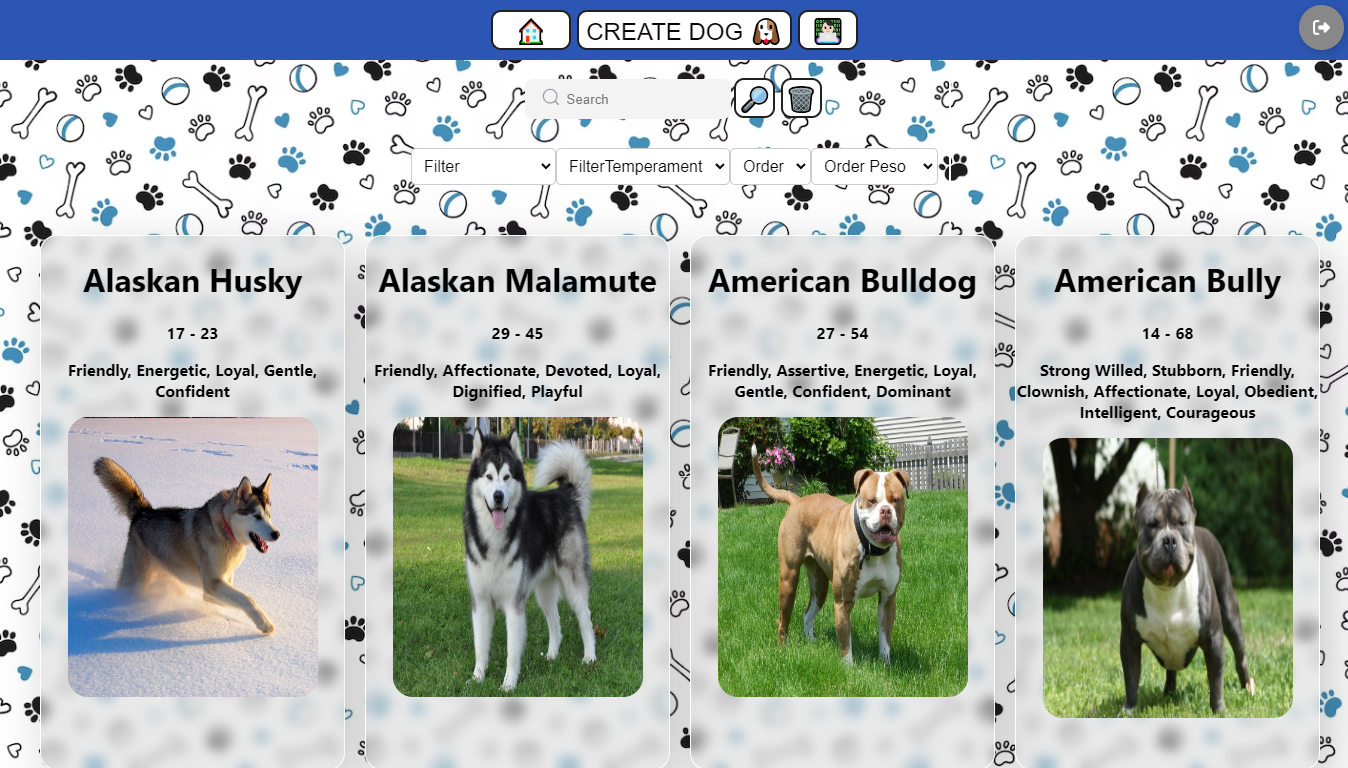 CREATE DOG
Search
Filter
FilterTemperament
Order
Order Peso
Alaskan Husky
17 - 23
Friendly, Energetic, Loyal, Gentle,
Confident
Alaskan Malamute
29 - 45
Friendly, Affectionate, Devoted, Loyal,
Dignified, Playful
American Bulldog
27 - 54
Friendly, Assertive, Energetic, Loyal,
Gentle, Confident, Dominant
American Bully
14 - 68
Strong Willed, Stubborn, Friendly,
Clownish, Affectionate, Loyal, Obedient,
Intelligent, Courageous